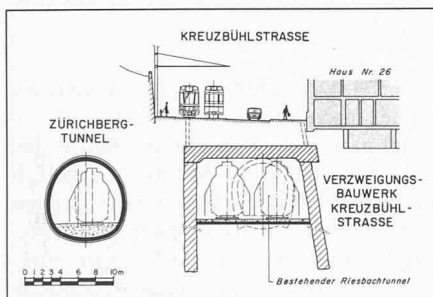 KREUZBÜHLSTRASSE
Haus Nr. 26
ZÜRICHBERG-
TUNNEL
VERZWEIGUNGS-
BAUWERK
KREUZBÜHL-
STRASSE
0 1 2 3 4 6 8 10m
Bestehender Riesbachtunnel